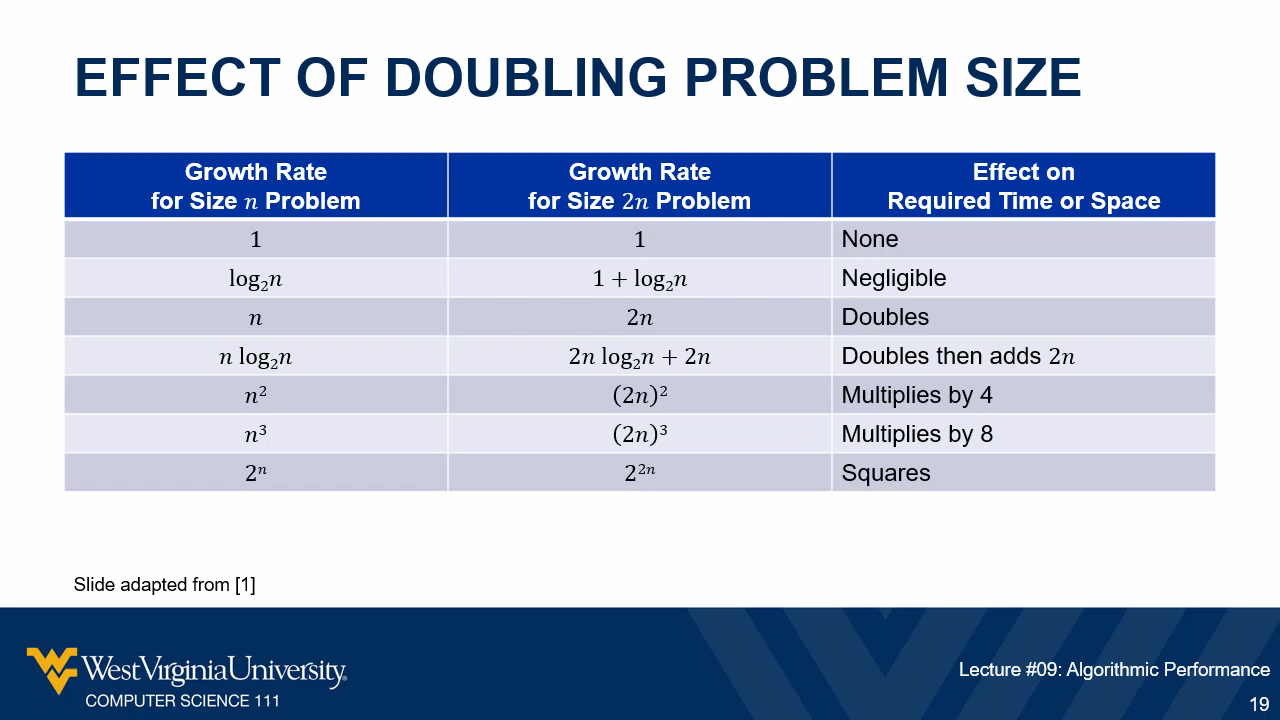 EFFECT OF DOUBLING PROBLEM SIZE
Growth Rate for Size 𝑛 Problem
Growth Rate for Size 2𝑛 Problem
Effect on Required Time or Space
1
1
None
log₂𝑛
1 + log₂𝑛
Negligible
𝑛
2𝑛
Doubles
𝑛 log₂𝑛
2𝑛 log₂𝑛 + 2𝑛
Doubles then adds 2𝑛
𝑛²
(2𝑛)²
Multiplies by 4
𝑛³
(2𝑛)³
Multiplies by 8
2ⁿ
2²ⁿ
Squares
Slide adapted from [1]
WestVirginiaUniversity.
COMPUTER SCIENCE 111
Lecture #09: Algorithmic Performance
19